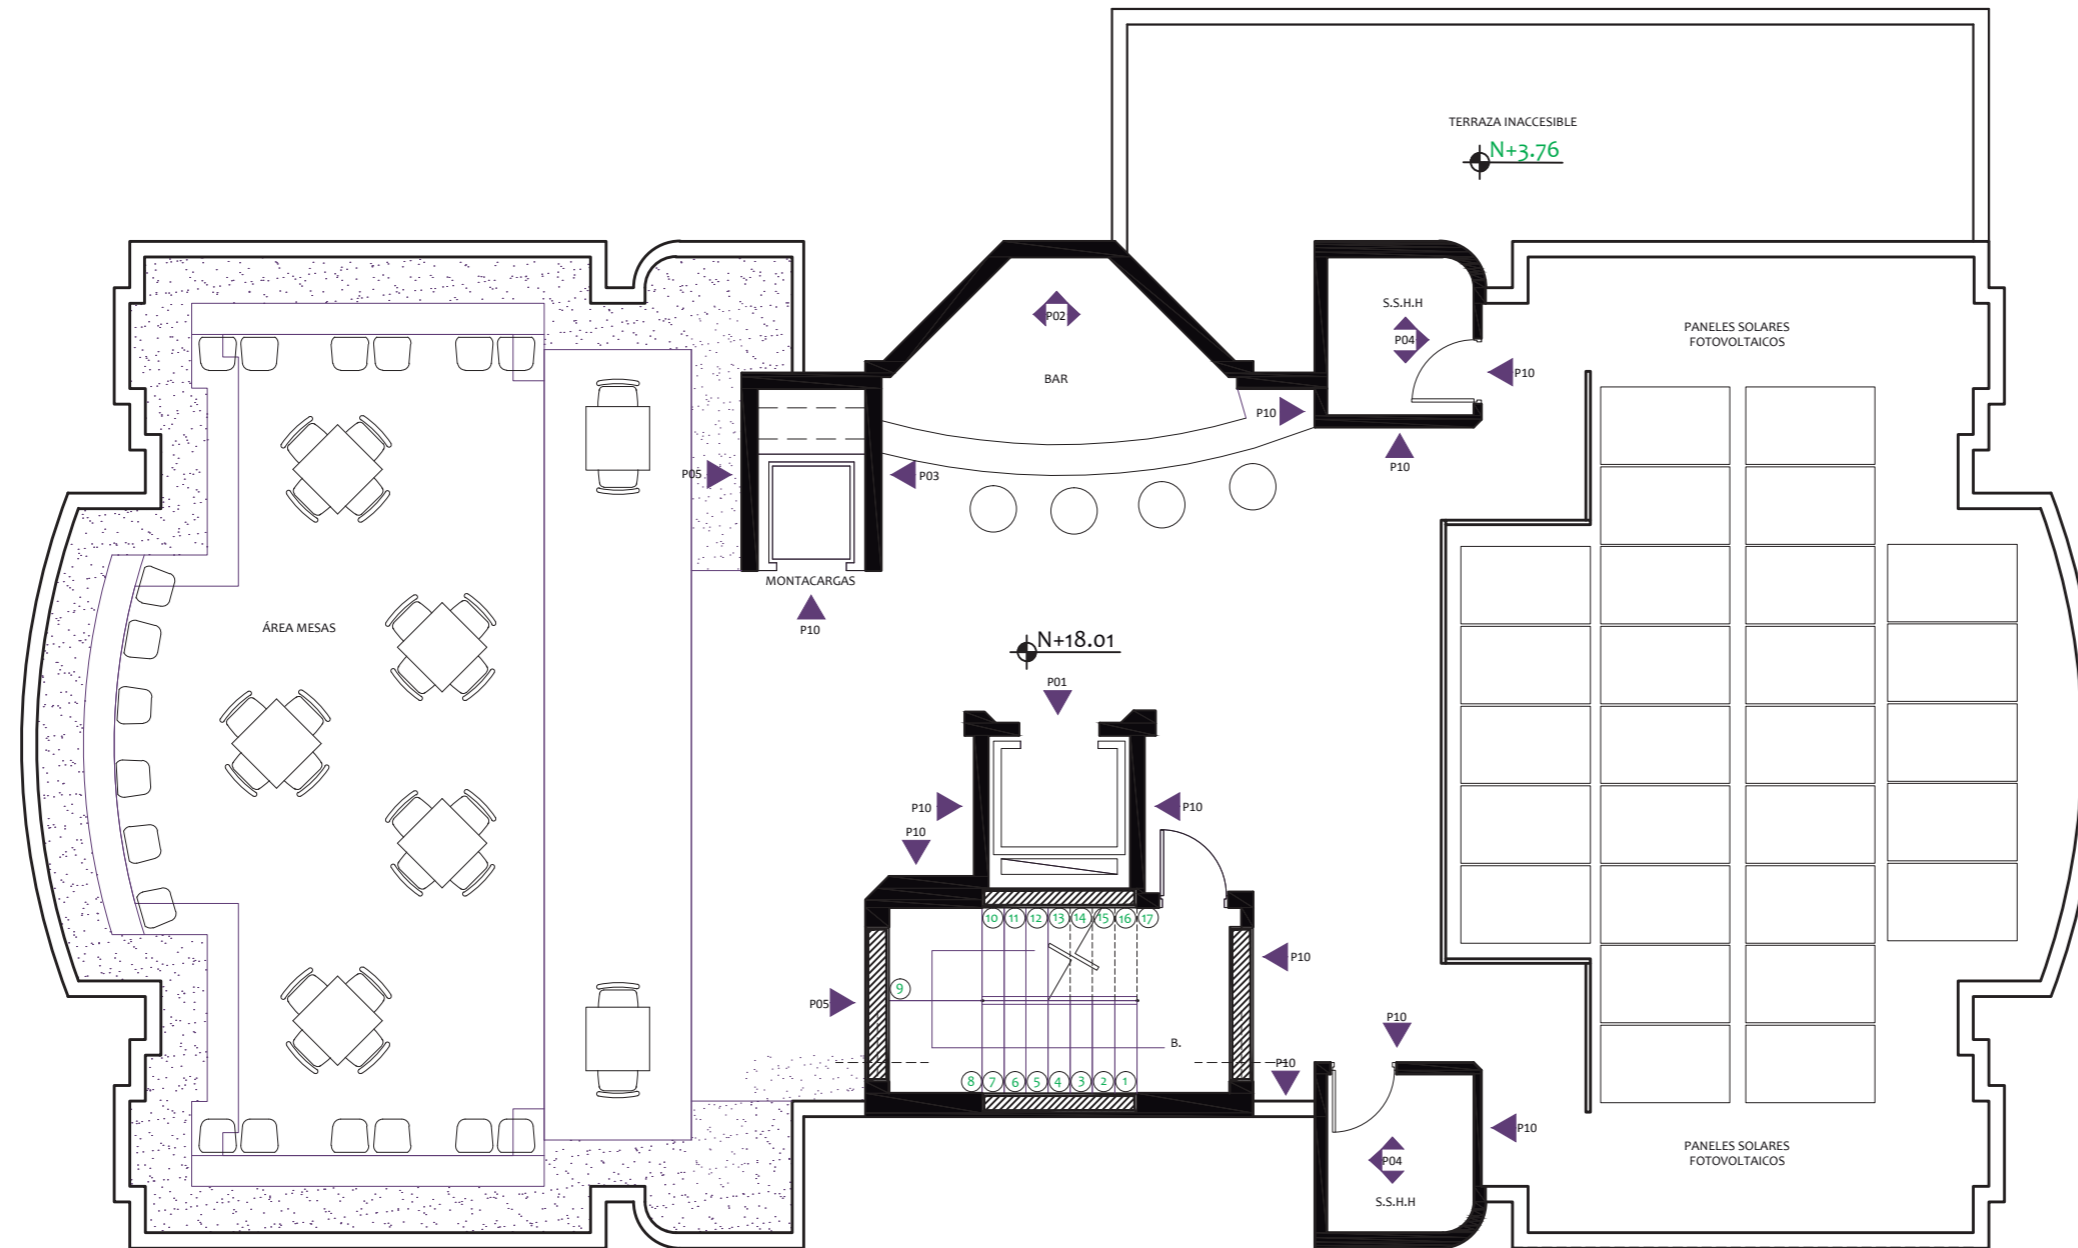 TERRAZA INACCESIBLE
N+3.76
S.S.H.H
P02
P04
PANELES SOLARES
FOTOVOLTAICOS
BAR
P10
P10
P10
P05
P03
MONTACARGAS
P10
ÁREA MESAS
N+18.01
P01
P10
P10
P10
10 11 12 13 14 15 16 17
P10
9
P05
P10
B.
P10
8 7 6 5 4 3 2 1
P10
P04
S.S.H.H
PANELES SOLARES
FOTOVOLTAICOS